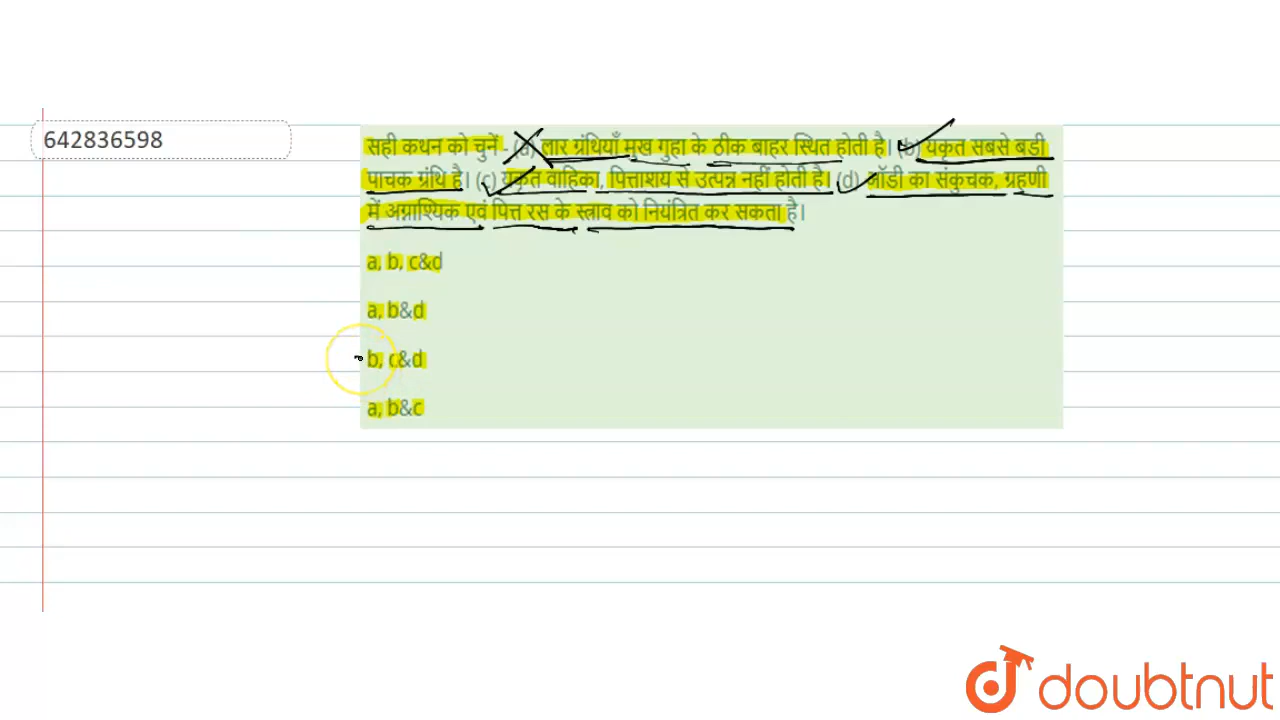 642836598
सही कथन को चुनें - (a) लार ग्रंथियाँ मुख गुहा के ठीक बाहर स्थित होती है। (b) यकृत सबसे बडी
पाचक ग्रंथि है। (c) यकृत वाहिका, पित्ताशय से उत्पन्न नहीं होती है। (d) ऑडी का संकुचक, ग्रहणी
में अग्नाश्यिक एवं पित्त रस के स्त्राव को नियंत्रित कर सकता है।
a, b, c&d
a, b&d
b, c&d
a, b&c
doubtnut